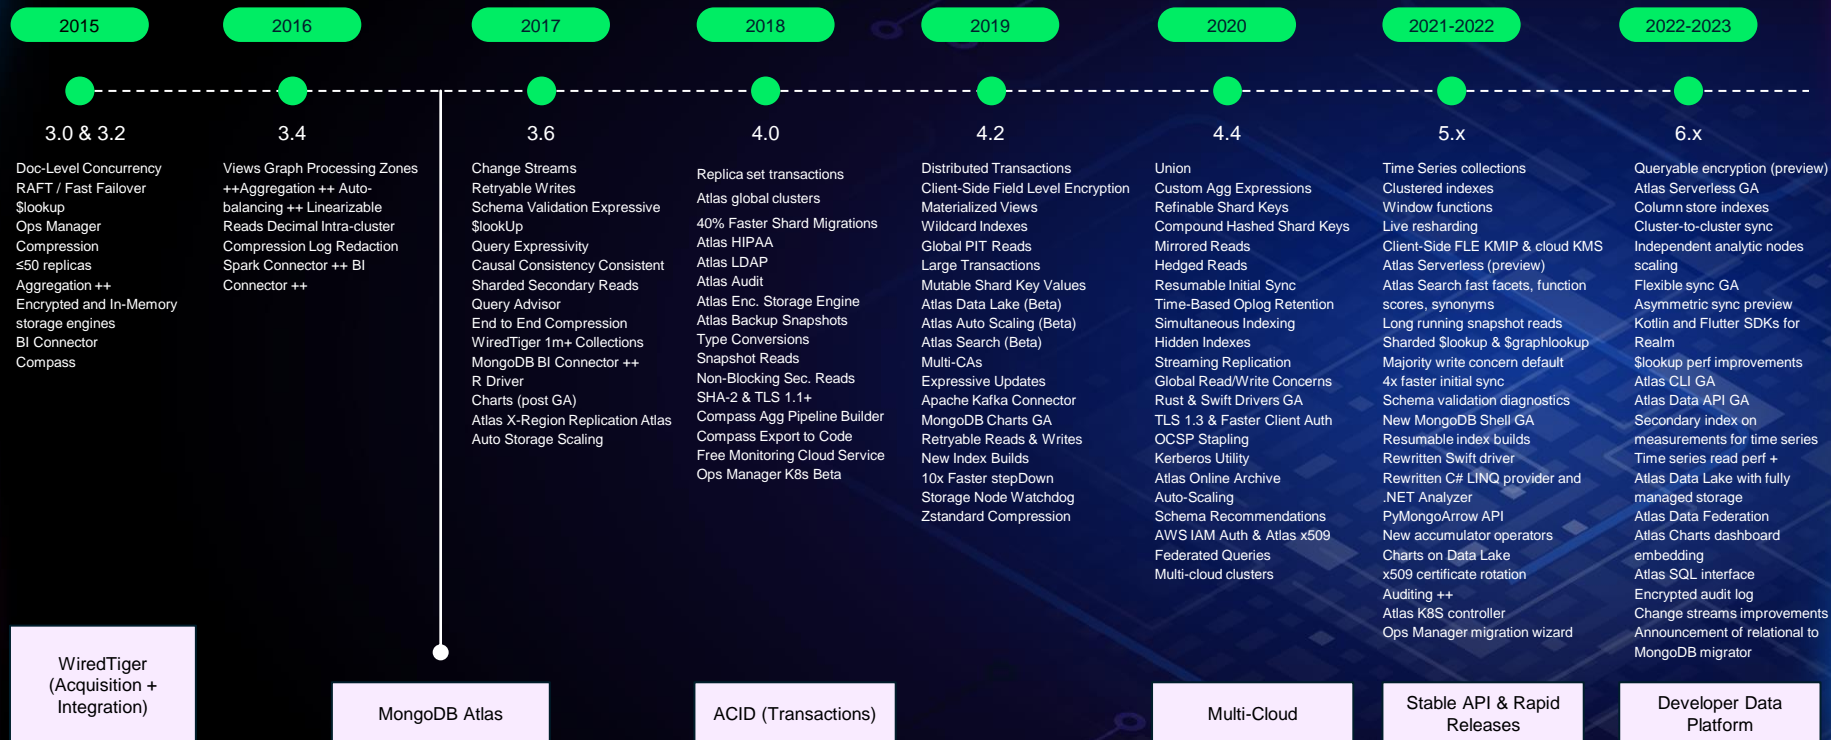 2015
2016
2017
2018
2019
2020
2021-2022
2022-2023
3.0 & 3.2
3.4
3.6
4.0
4.2
4.4
5.x
6.x
Doc-Level Concurrency
RAFT / Fast Failover
$lookup
Ops Manager
Compression
≤50 replicas
Aggregation ++
Encrypted and In-Memory
storage engines
BI Connector
Compass
Views Graph Processing Zones
++Aggregation ++ Auto-
balancing ++ Linearizable
Reads Decimal Intra-cluster
Compression Log Redaction
Spark Connector ++ BI
Connector ++
Change Streams
Retryable Writes
Schema Validation Expressive
$lookUp
Query Expressivity
Causal Consistency Consistent
Sharded Secondary Reads
Query Advisor
End to End Compression
WiredTiger 1m+ Collections
MongoDB BI Connector ++
R Driver
Charts (post GA)
Atlas X-Region Replication Atlas
Auto Storage Scaling
Replica set transactions
Atlas global clusters
40% Faster Shard Migrations
Atlas HIPAA
Atlas LDAP
Atlas Audit
Atlas Enc. Storage Engine
Atlas Backup Snapshots
Type Conversions
Snapshot Reads
Non-Blocking Sec. Reads
SHA-2 & TLS 1.1+
Compass Agg Pipeline Builder
Compass Export to Code
Free Monitoring Cloud Service
Ops Manager K8s Beta
Distributed Transactions
Client-Side Field Level Encryption
Materialized Views
Wildcard Indexes
Global PIT Reads
Large Transactions
Mutable Shard Key Values
Atlas Data Lake (Beta)
Atlas Auto Scaling (Beta)
Atlas Search (Beta)
Multi-CAs
Expressive Updates
Apache Kafka Connector
MongoDB Charts GA
Retryable Reads & Writes
New Index Builds
10x Faster stepDown
Storage Node Watchdog
Zstandard Compression
Union
Custom Agg Expressions
Refinable Shard Keys
Compound Hashed Shard Keys
Mirrored Reads
Hedged Reads
Resumable Initial Sync
Time-Based Oplog Retention
Simultaneous Indexing
Hidden Indexes
Streaming Replication
Global Read/Write Concerns
Rust & Swift Drivers GA
TLS 1.3 & Faster Client Auth
OCSP Stapling
Kerberos Utility
Atlas Online Archive
Auto-Scaling
Schema Recommendations
AWS IAM Auth & Atlas x509
Federated Queries
Multi-cloud clusters
Time Series collections
Clustered indexes
Window functions
Live resharding
Client-Side FLE KMIP & cloud KMS
Atlas Serverless (preview)
Atlas Search fast facets, function
scores, synonyms
Long running snapshot reads
Sharded $lookup & $graphlookup
Majority write concern default
4x faster initial sync
Schema validation diagnostics
New MongoDB Shell GA
Resumable index builds
Rewritten Swift driver
Rewritten C# LINQ provider and
.NET Analyzer
PyMongoArrow API
New accumulator operators
Charts on Data Lake
x509 certificate rotation
Auditing ++
Atlas K8S controller
Ops Manager migration wizard
Queryable encryption (preview)
Atlas Serverless GA
Column store indexes
Cluster-to-cluster sync
Independent analytic nodes
scaling
Flexible sync GA
Asymmetric sync preview
Kotlin and Flutter SDKs for
Realm
$lookup perf improvements
Atlas CLI GA
Atlas Data API GA
Secondary index on
measurements for time series
Time series read perf +
Atlas Data Lake with fully
managed storage
Atlas Data Federation
Atlas Charts dashboard
embedding
Atlas SQL interface
Encrypted audit log
Change streams improvements
Announcement of relational to
MongoDB migrator
WiredTiger
(Acquisition +
Integration)
MongoDB Atlas
ACID (Transactions)
Multi-Cloud
Stable API & Rapid
Releases
Developer Data
Platform